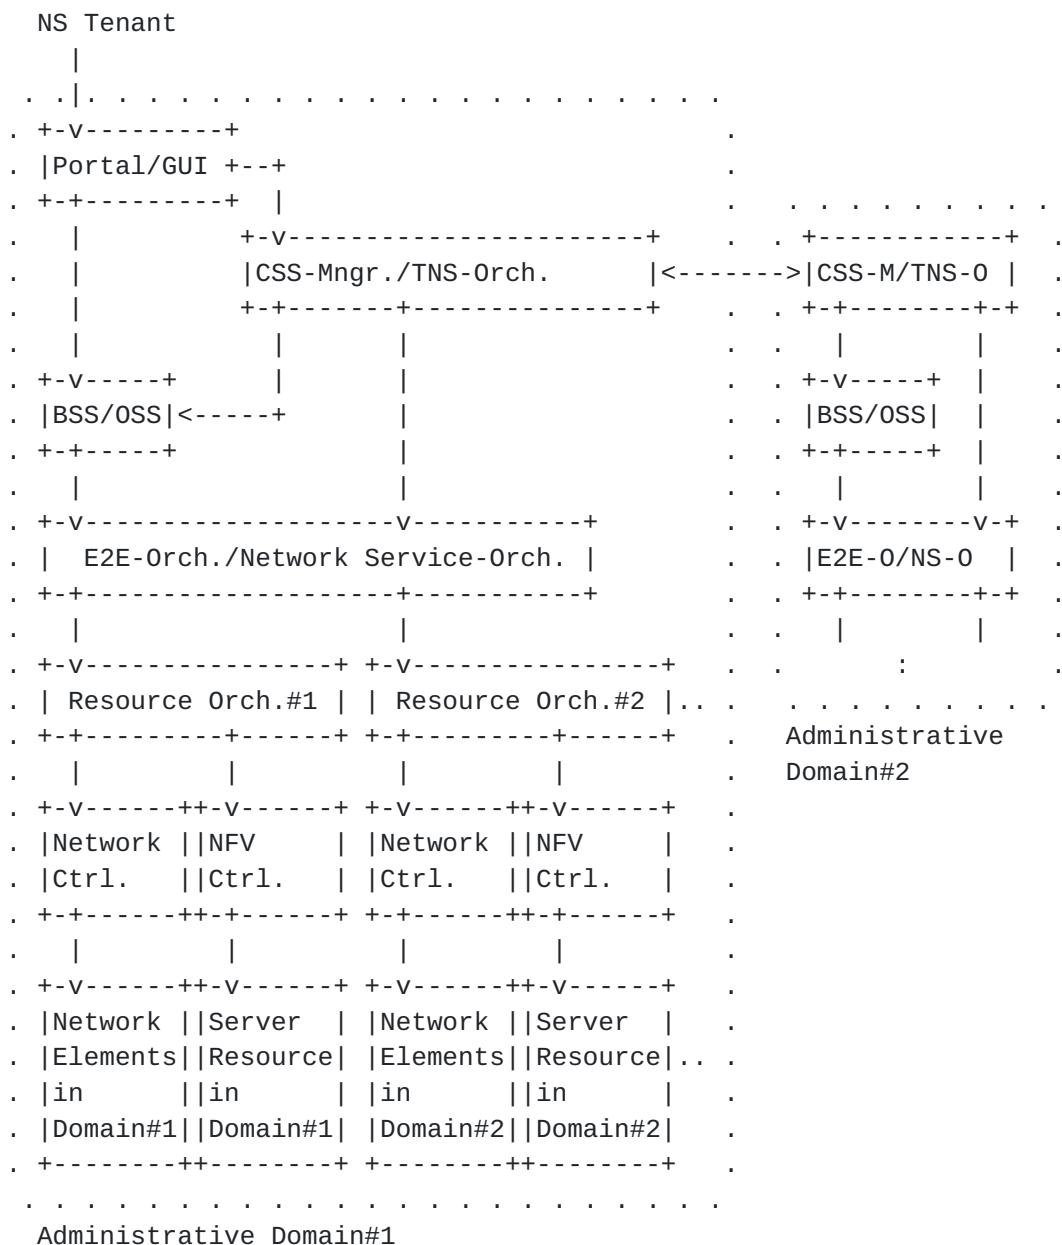 NS Tenant
Portal/GUI
CSS-Mngr./TNS-Orch.
CSS-M/TNS-O
BSS/OSS
BSS/OSS
E2E-Orch./Network Service-Orch.
E2E-O/NS-O
Resource Orch.#1
Resource Orch.#2
Administrative
Domain#2
Network
Ctrl.
NFV
Ctrl.
Network
Ctrl.
NFV
Ctrl.
Network
Elements
in
Domain#1
Server
Resource
in
Domain#1
Network
Elements
in
Domain#2
Server
Resource
in
Domain#2
Administrative Domain#1